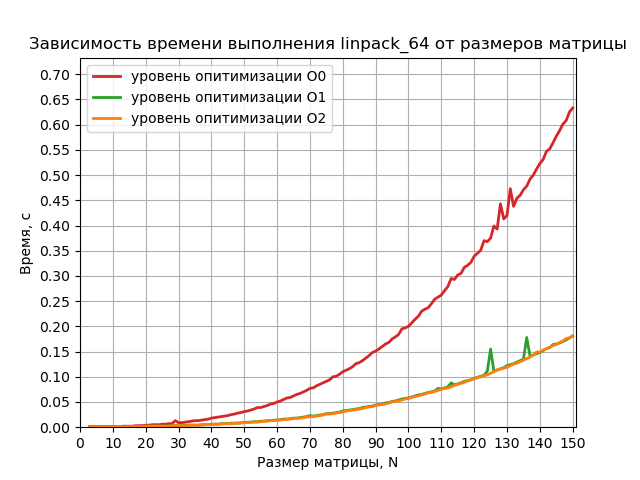 Зависимость времени выполнения linpack_64 от размеров матрицы
0.70
0.65
0.60
0.55
0.50
0.45
0.40
0.35
0.30
0.25
0.20
0.15
0.10
0.05
0.00
Время, с
уровень опитимизации O0
уровень опитимизации O1
уровень опитимизации O2
0 10 20 30 40 50 60 70 80 90 100 110 120 130 140 150
Размер матрицы, N